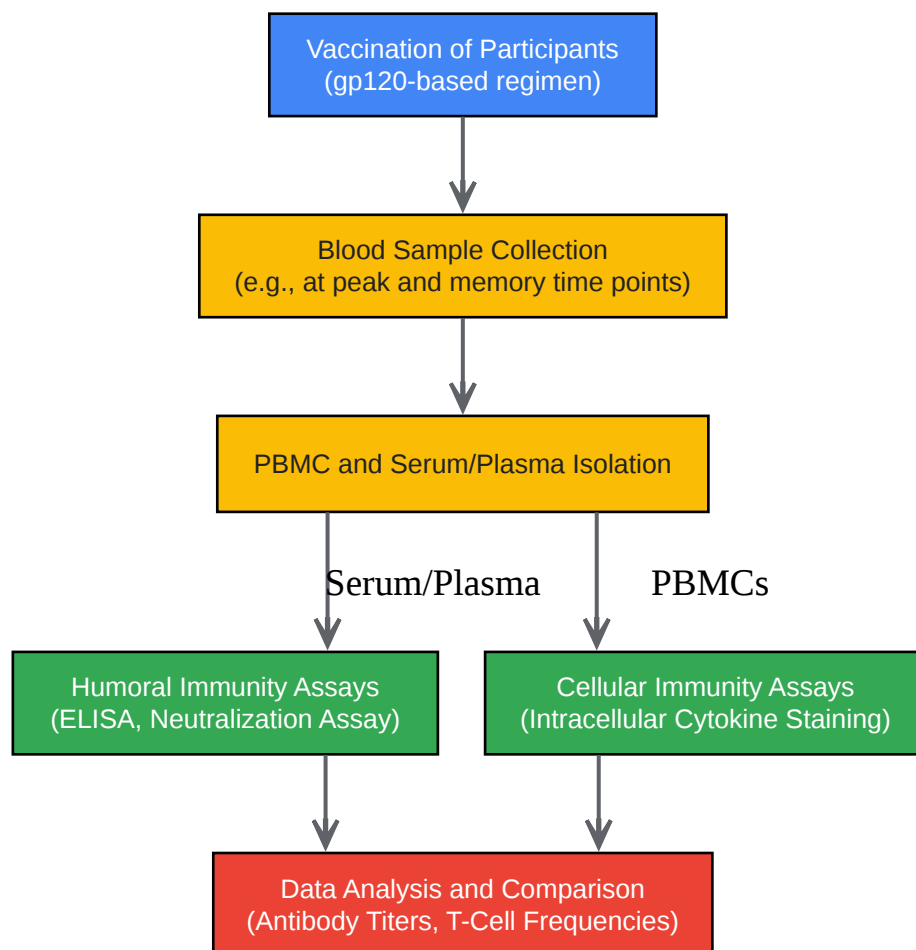 Vaccination of Participants
(gp120-based regimen)
Blood Sample Collection
(e.g., at peak and memory time points)
PBMC and Serum/Plasma Isolation
Serum/Plasma
PBMCs
Humoral Immunity Assays
(ELISA, Neutralization Assay)
Cellular Immunity Assays
(Intracellular Cytokine Staining)
Data Analysis and Comparison
(Antibody Titers, T-Cell Frequencies)